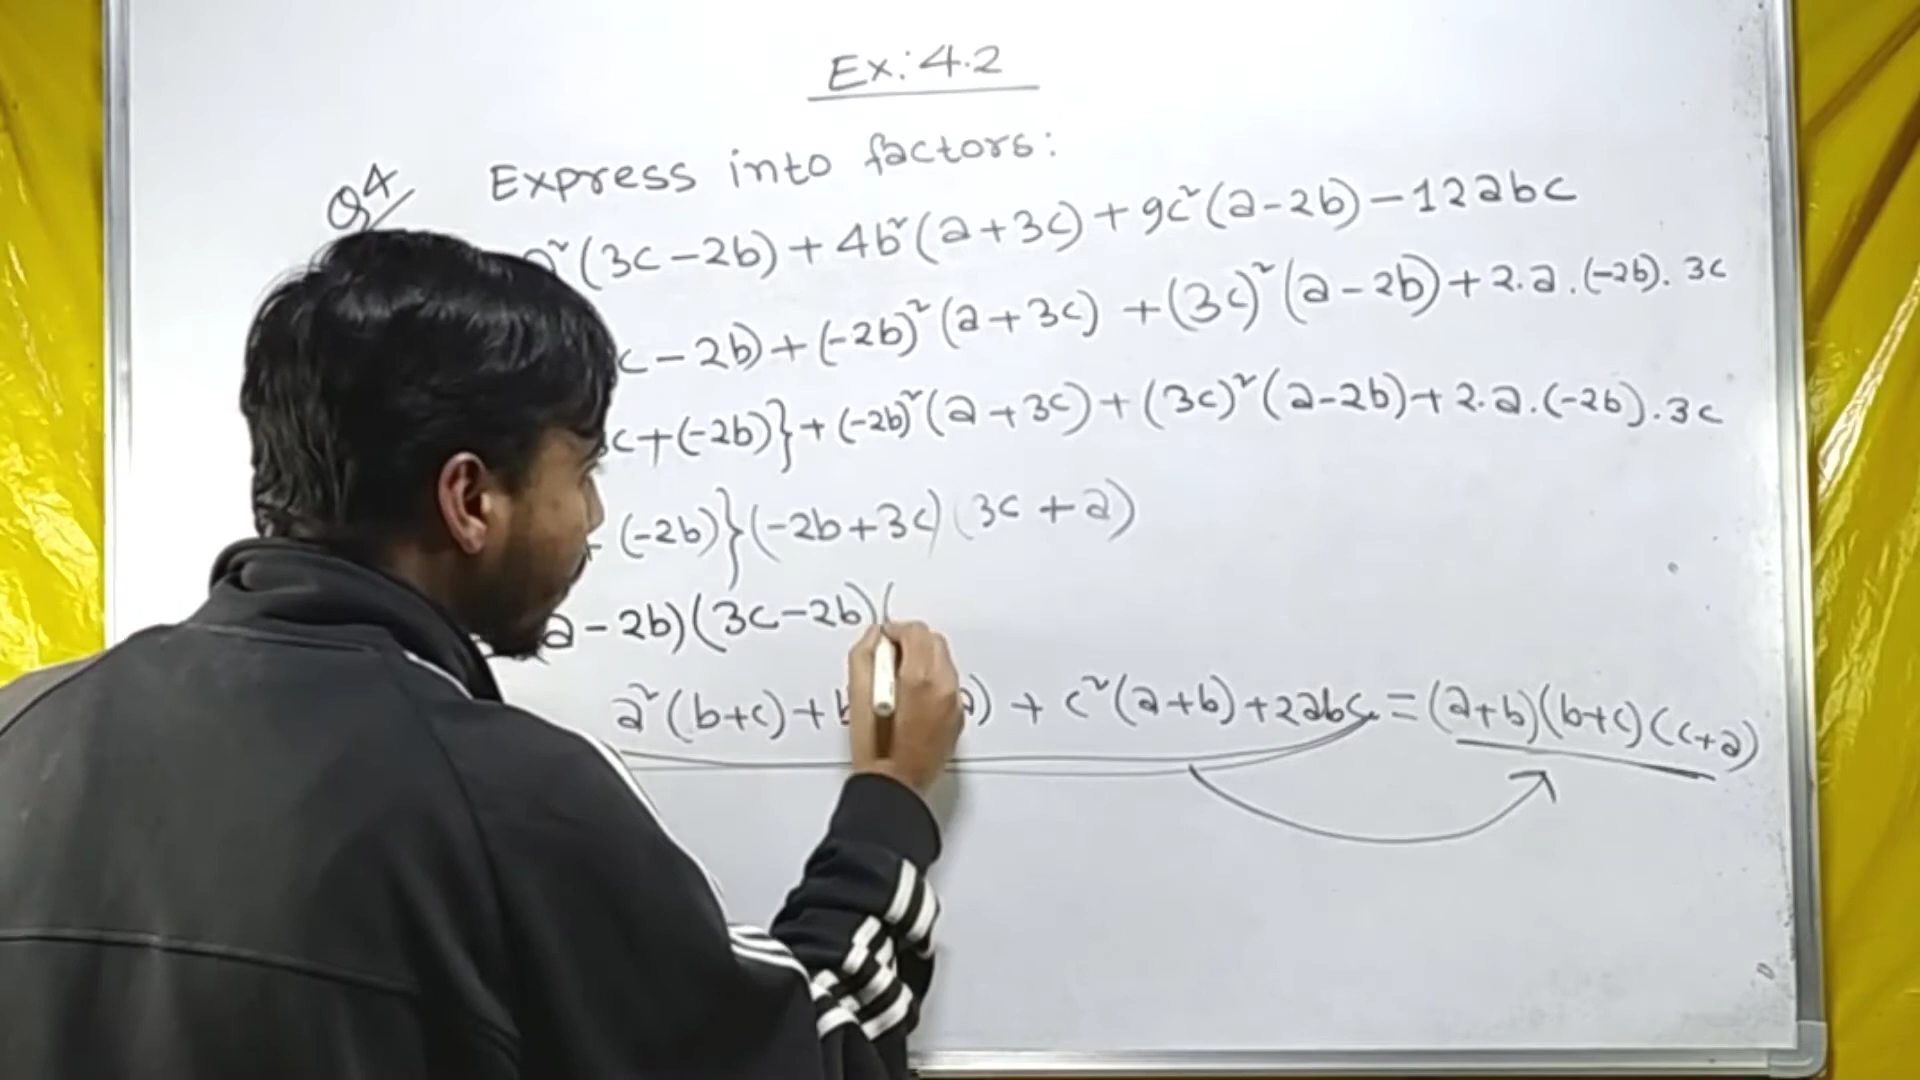 Ex: 4.2
Q4 Express into factors:
a²(3c-2b)+4b²(a+3c)+9c²(a-2b)-12abc
c-2b)+(-2b)²(a+3c)+(3c)²(a-2b)+2.a.(-2b).3c
c+(-2b)}+(-2b)²(a+3c)+(3c)²(a-2b)+2.a.(-2b).3c
+(-2b)}(-2b+3c)(3c+a)
a-2b)(3c-2b)(
a²(b+c)+b a)+c²(a+b)+2abc=(a+b)(b+c)(c+a)